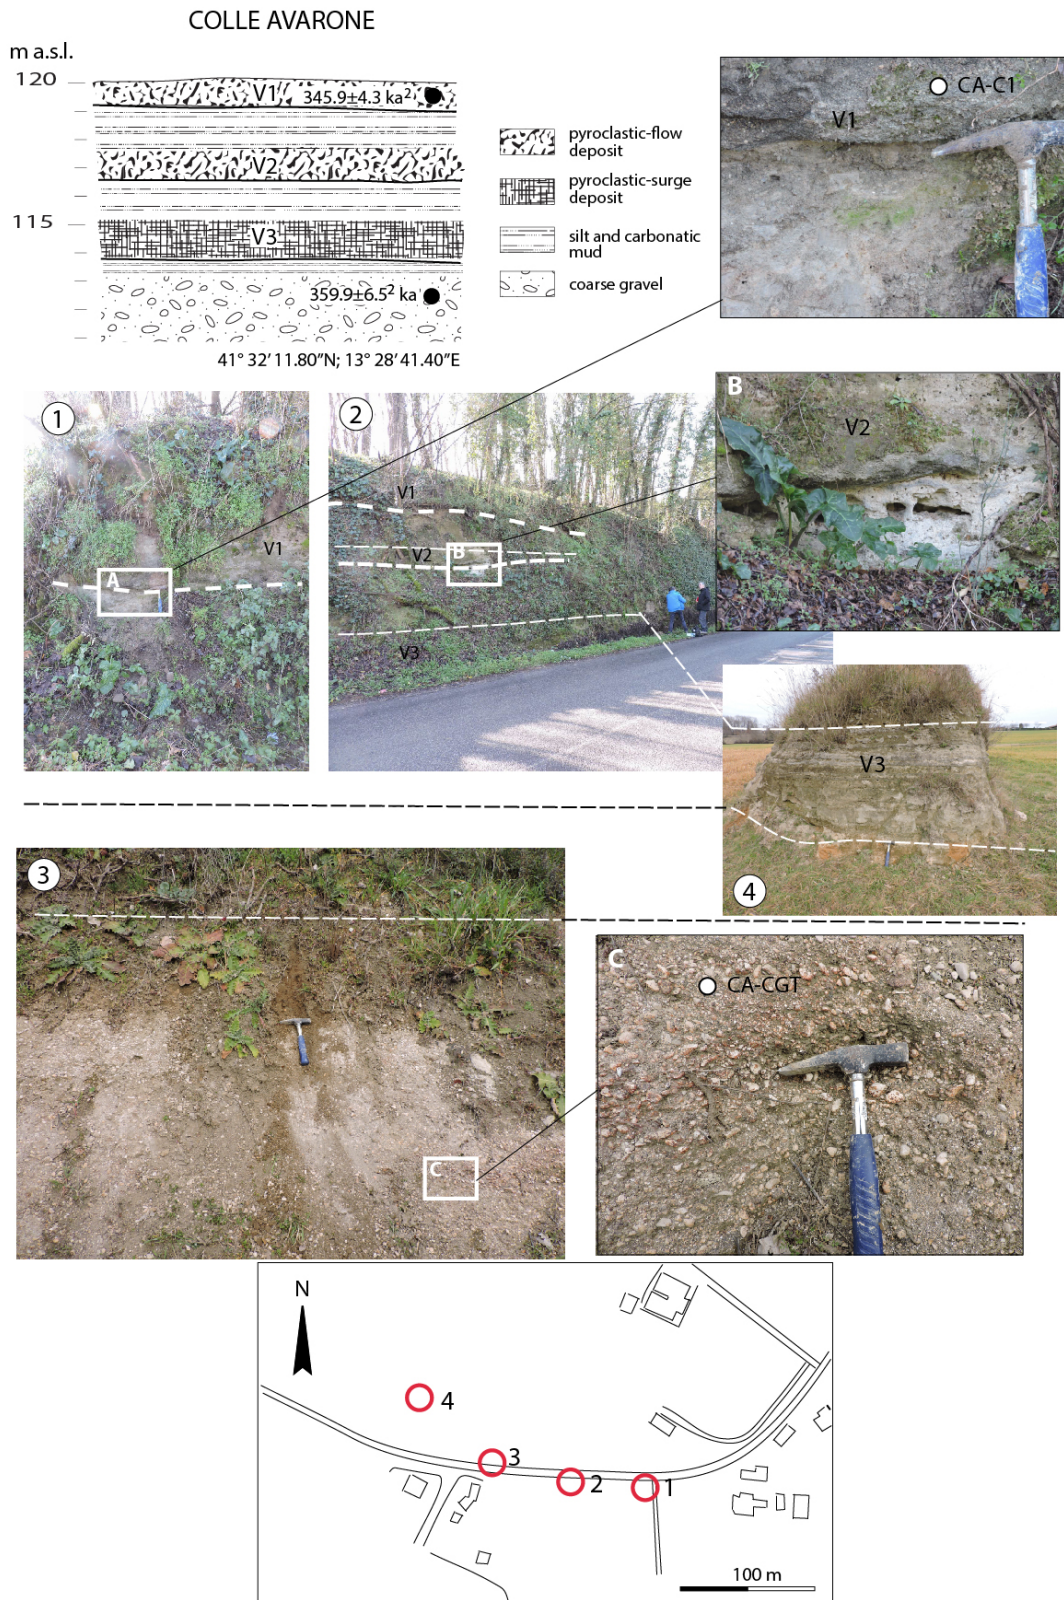 COLLE AVARONE
m a.s.l.
120
V1
345.9±4.3 ka²
V2
115
V3
359.9±6.5² ka
41° 32' 11.80"N; 13° 28' 41.40"E
pyroclastic-flow
deposit
pyroclastic-surge
deposit
silt and carbonatic
mud
coarse gravel
CA-C1
V1
1
V1
A
2
V1
V2
B
V3
B
V2
V3
4
3
C
C
CA-CGT
N
4
3
2
1
100 m